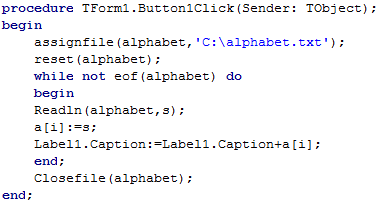 procedure TForm1.Button1Click(Sender: TObject);
begin
    assignfile(alphabet,'C:\alphabet.txt');
    reset(alphabet);
    while not eof(alphabet) do
    begin
    Readln(alphabet,s);
    a[i]:=s;
    Label1.Caption:=Label1.Caption+a[i];
    end;
    Closefile(alphabet);
end;